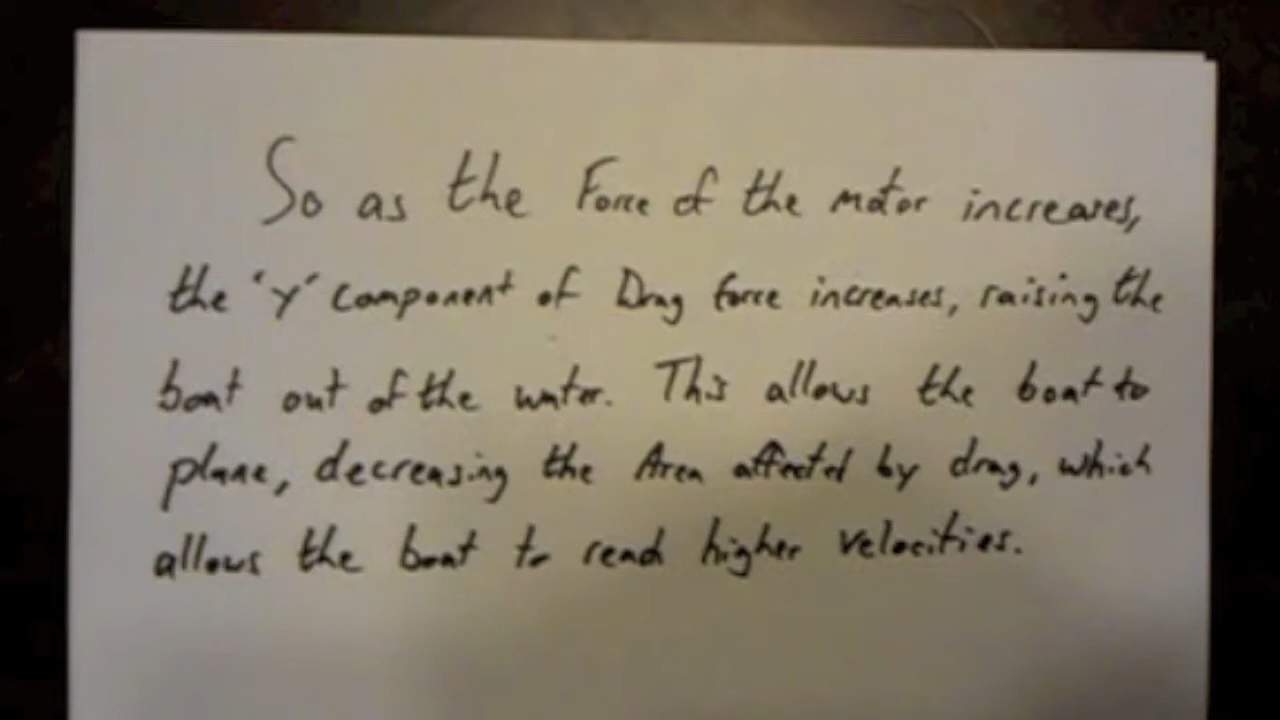 So as the Force of the motor increases,
the 'y' component of Drag force increases, raising the
boat out of the water. This allows the boat to
plane, decreasing the Area affected by drag, which
allows the boat to reach higher velocities.